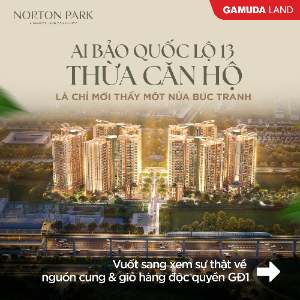 NORTON PARK
GAMUDA LAND
AI BẢO QUỐC LỘ 13
THỪA CĂN HỘ
LÀ CHỈ MỚI THẤY MỘT NỬA BỨC TRANH
Vuốt sang xem sự thật về
nguồn cung & giỏ hàng độc quyền GĐ1